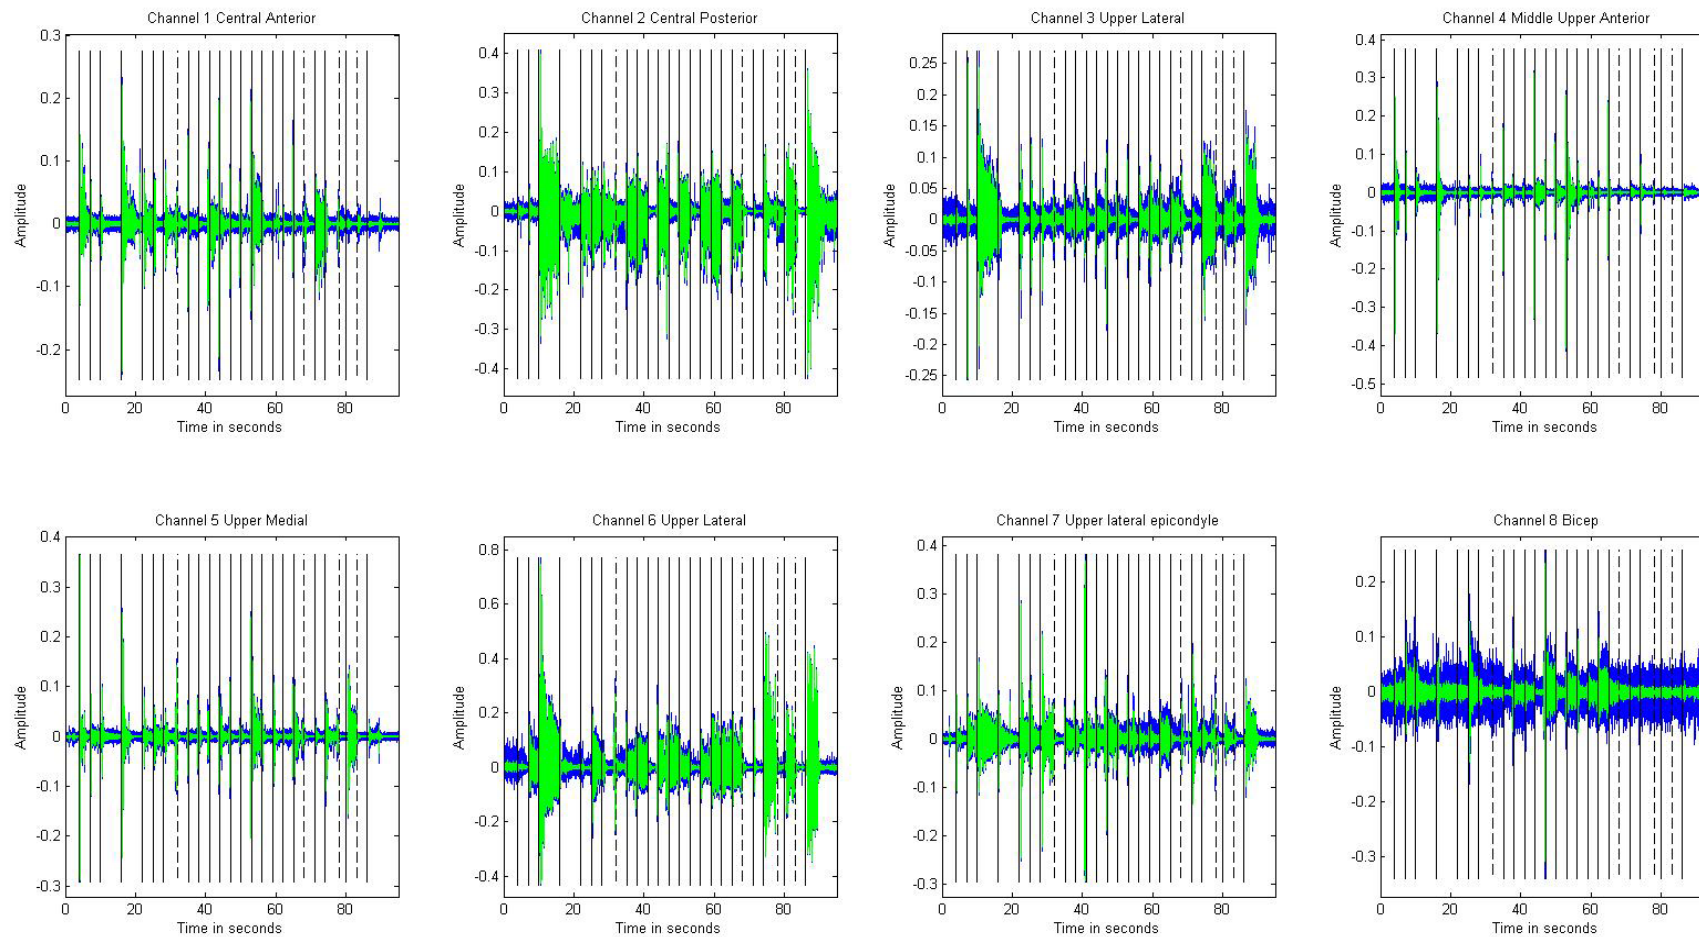 Channel 1 Central Anterior
0.3
0.2
0.1
0
-0.1
-0.2
Amplitude
0 20 40 60 80
Time in seconds
Channel 2 Central Posterior
0.4
0.3
0.2
0.1
0
-0.1
-0.2
-0.3
-0.4
Amplitude
0 20 40 60 80
Time in seconds
Channel 3 Upper Lateral
0.25
0.2
0.15
0.1
0.05
0
-0.05
-0.1
-0.15
-0.2
-0.25
Amplitude
0 20 40 60 80
Time in seconds
Channel 4 Middle Upper Anterior
0.4
0.3
0.2
0.1
0
-0.1
-0.2
-0.3
-0.4
-0.5
Amplitude
0 20 40 60 80
Time in seconds
Channel 5 Upper Medial
0.4
0.3
0.2
0.1
0
-0.1
-0.2
-0.3
Amplitude
0 20 40 60 80
Time in seconds
Channel 6 Upper Lateral
0.8
0.6
0.4
0.2
0
-0.2
-0.4
Amplitude
0 20 40 60 80
Time in seconds
Channel 7 Upper lateral epicondyle
0.4
0.3
0.2
0.1
0
-0.1
-0.2
-0.3
Amplitude
0 20 40 60 80
Time in seconds
Channel 8 Bicep
0.2
0.1
0
-0.1
-0.2
-0.3
Amplitude
0 20 40 60 80
Time in seconds